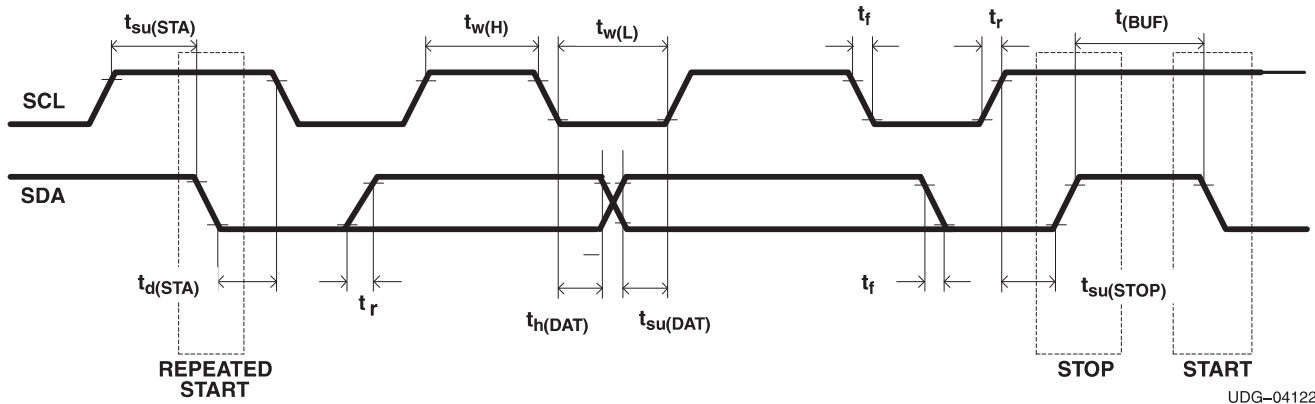 tsu(STA)
tw(H)
tw(L)
tf
tr
t(BUF)
SCL
SDA
td(STA)
tr
th(DAT)
tsu(DAT)
tf
tsu(STOP)
REPEATED
START
STOP
START
UDG–04122